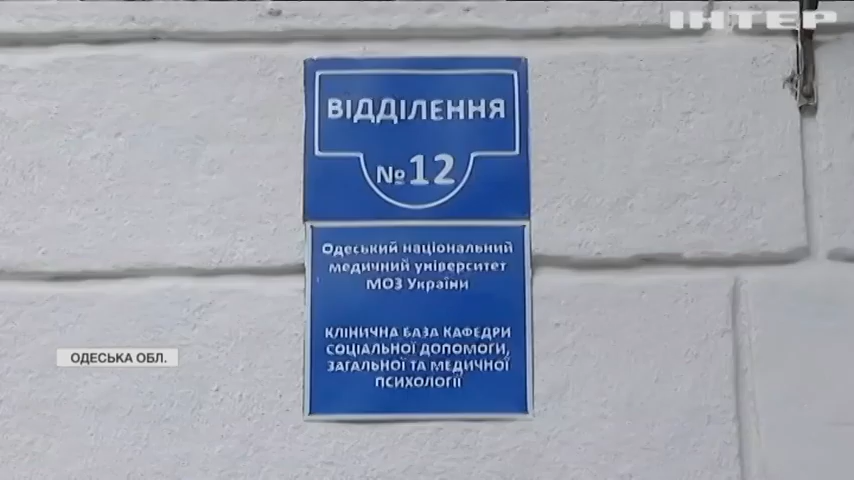 ІНТЕР
ВІДДІЛЕННЯ
№12
Одеський національний
медичний університет
МОЗ України
КЛІНИЧНА БАЗА КАФЕДРИ
СОЦІАЛЬНОЇ ДОПОМОГИ,
ЗАГАЛЬНОЇ ТА МЕДИЧНОЇ
ПСИХОЛОГІЇ
ОДЕСЬКА ОБЛ.